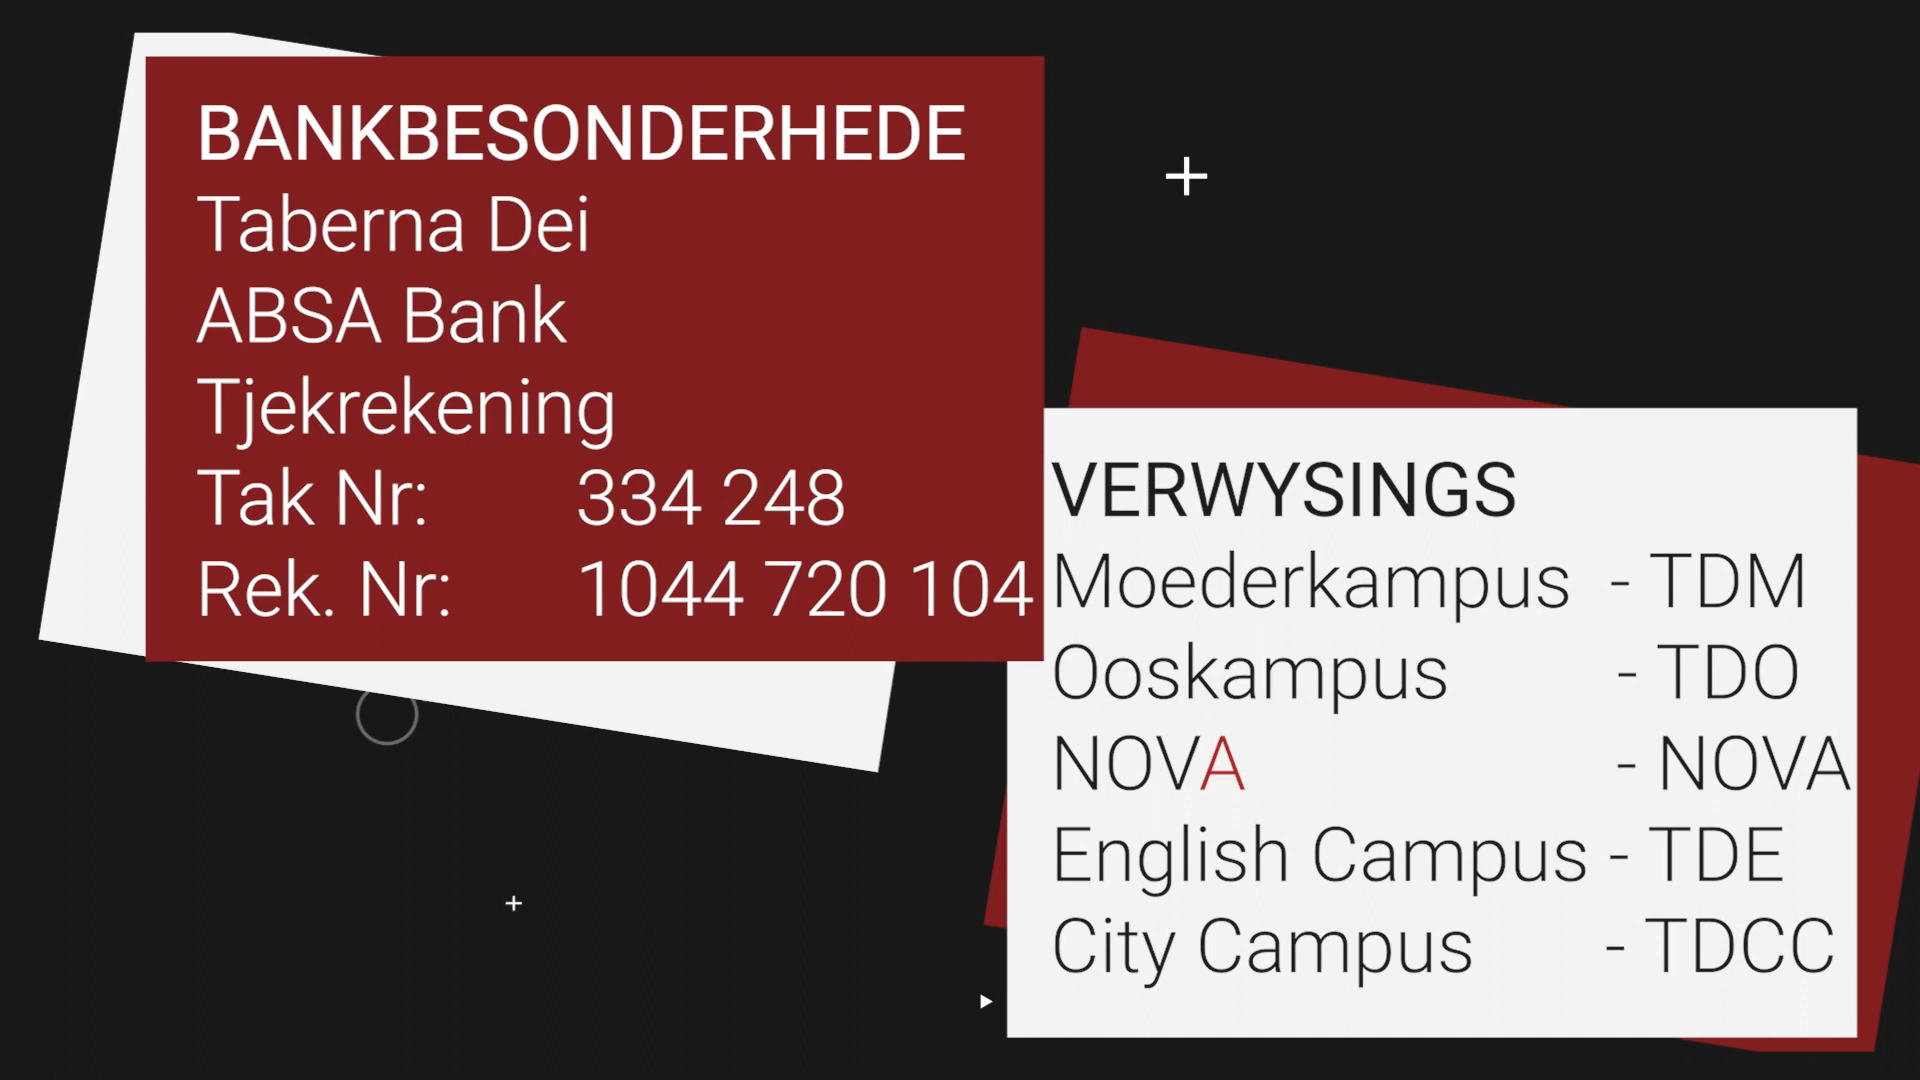 BANKBESONDERHEDE
Taberna Dei
ABSA Bank
Tjekrekening
Tak Nr: 334 248
Rek. Nr: 1044 720 104
VERWYSINGS
Moederkampus - TDM
Ooskampus - TDO
NOVA - NOVA
English Campus - TDE
City Campus - TDCC